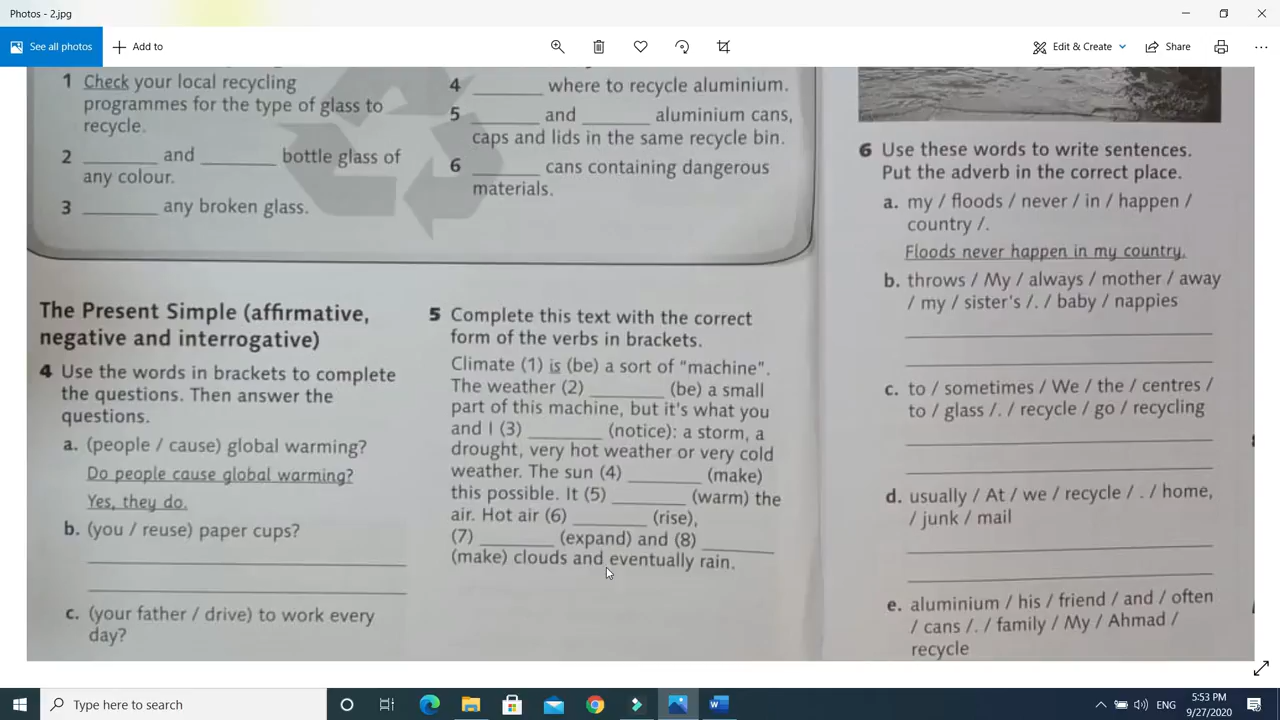 Photos - 2.jpg
See all photos
Add to
Edit & Create
Share
1 Check your local recycling
programmes for the type of glass to
recycle.
2 ________ and ________ bottle glass of
any colour.
3 ________ any broken glass.
4 _______ where to recycle aluminium.
5 _______ and _______ aluminium cans,
caps and lids in the same recycle bin.
6 _______ cans containing dangerous
materials.
The Present Simple (affirmative,
negative and interrogative)
4 Use the words in brackets to complete
the questions. Then answer the
questions.
a. (people / cause) global warming?
Do people cause global warming?
Yes, they do.
b. (you / reuse) paper cups?
c. (your father / drive) to work every
day?
5 Complete this text with the correct
form of the verbs in brackets.
Climate (1) is (be) a sort of "machine".
The weather (2) ________ (be) a small
part of this machine, but it's what you
and I (3) ________ (notice): a storm, a
drought, very hot weather or very cold
weather. The sun (4) ________ (make)
this possible. It (5) ________ (warm) the
air. Hot air (6) ________ (rise),
(7) ________ (expand) and (8) ________
(make) clouds and eventually rain.
6 Use these words to write sentences.
Put the adverb in the correct place.
a. my / floods / never / in / happen /
country /.
Floods never happen in my country.
b. throws / My / always / mother / away
/ my / sister's /. / baby / nappies
c. to / sometimes / We / the / centres /
to / glass /. / recycle / go / recycling
d. usually / At / we / recycle / . / home,
/ junk / mail
e. aluminium / his / friend / and / often
/ cans /. / family / My / Ahmad /
recycle
Type here to search
ENG
5:53 PM
9/27/2020